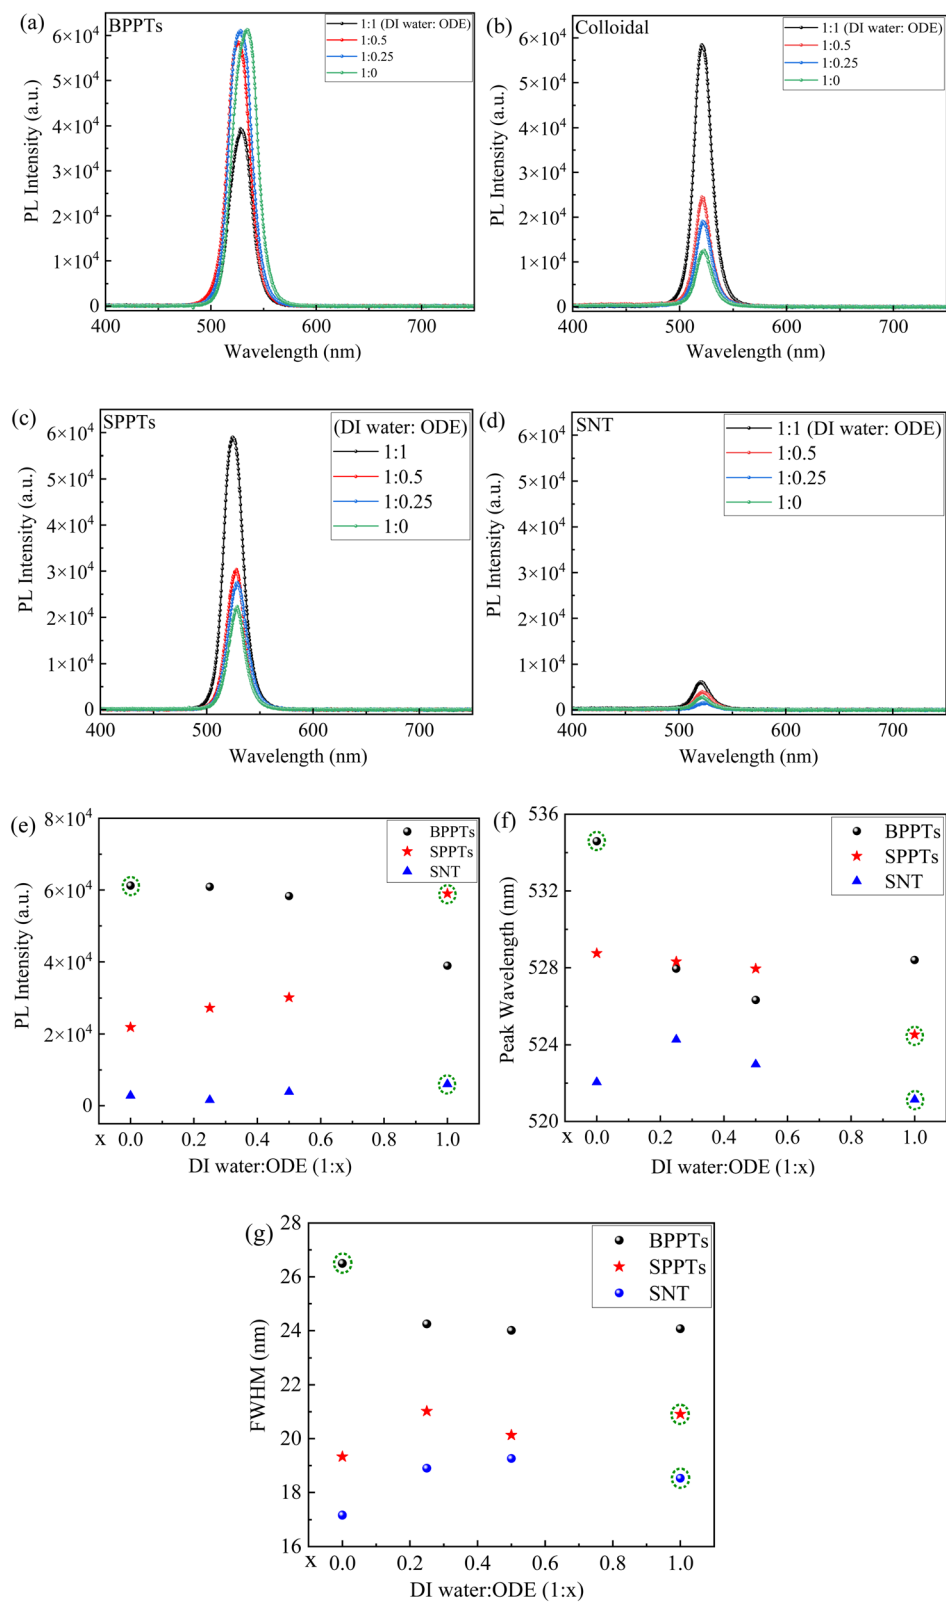 (a)
BPPTs
1:1 (DI water: ODE)
1:0.5
1:0.25
1:0
6×10⁴
5×10⁴
4×10⁴
3×10⁴
2×10⁴
1×10⁴
0
PL Intensity (a.u.)
400 500 600 700
Wavelength (nm)
(b)
Colloidal
1:1 (DI water: ODE)
1:0.5
1:0.25
1:0
6×10⁴
5×10⁴
4×10⁴
3×10⁴
2×10⁴
1×10⁴
0
PL Intensity (a.u.)
400 500 600 700
Wavelength (nm)
(c)
SPPTs
(DI water: ODE)
1:1
1:0.5
1:0.25
1:0
6×10⁴
5×10⁴
4×10⁴
3×10⁴
2×10⁴
1×10⁴
0
PL Intensity (a.u.)
400 500 600 700
Wavelength (nm)
(d)
SNT
1:1 (DI water: ODE)
1:0.5
1:0.25
1:0
6×10⁴
5×10⁴
4×10⁴
3×10⁴
2×10⁴
1×10⁴
0
PL Intensity (a.u.)
400 500 600 700
Wavelength (nm)
(e)
BPPTs
SPPTs
SNT
8×10⁴
6×10⁴
4×10⁴
2×10⁴
0
PL Intensity (a.u.)
x 0.0 0.2 0.4 0.6 0.8 1.0
DI water:ODE (1:x)
(f)
BPPTs
SPPTs
SNT
536
532
528
524
520
Peak Wavelength (nm)
x 0.0 0.2 0.4 0.6 0.8 1.0
DI water:ODE (1:x)
(g)
BPPTs
SPPTs
SNT
28
26
24
22
20
18
16
FWHM (nm)
x 0.0 0.2 0.4 0.6 0.8 1.0
DI water:ODE (1:x)